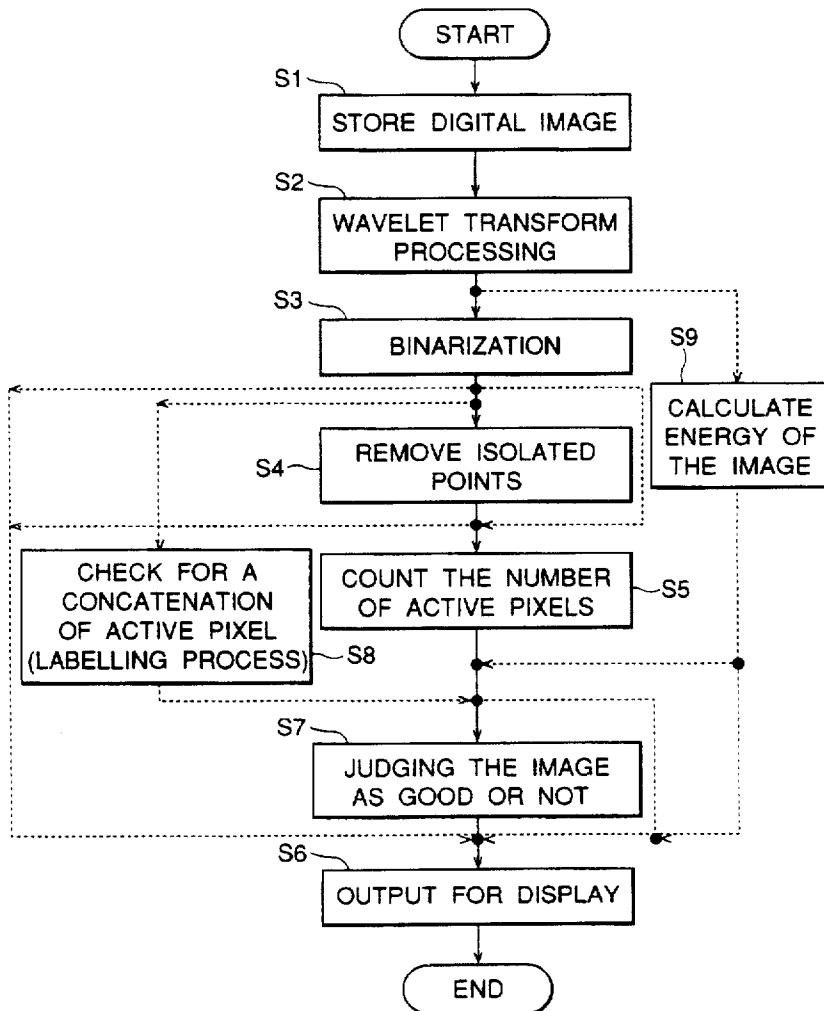 START
S1
STORE DIGITAL IMAGE
S2
WAVELET TRANSFORM
PROCESSING
S3
BINARIZATION
S9
CALCULATE
ENERGY OF
THE IMAGE
S4
REMOVE ISOLATED
POINTS
CHECK FOR A
CONCATENATION
OF ACTIVE PIXEL
(LABELLING PROCESS)
S8
COUNT THE NUMBER
OF ACTIVE PIXELS
S5
S7
JUDGING THE IMAGE
AS GOOD OR NOT
S6
OUTPUT FOR DISPLAY
END